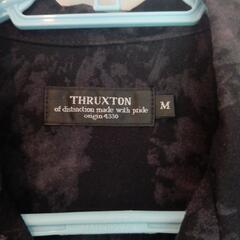 THRUXTON
of distinction made with pride
origin 4330
M